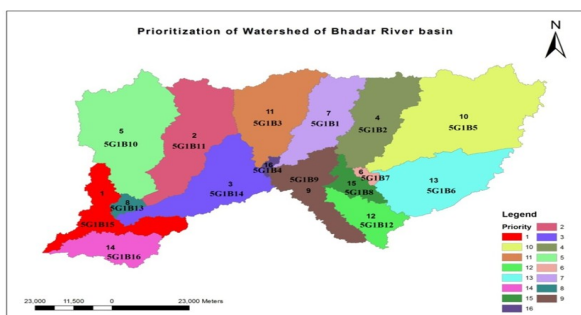 Prioritization of Watershed of Bhadar River basin
N
11
5G1B3
7
5G1B1
4
5G1B2
10
5G1B5
5
5G1B10
2
5G1B11
16
5G1B4
6
5G1B7
5G1B9
9
15
5G1B8
13
5G1B6
3
5G1B14
1
8
5G1B13
5G1B15
12
5G1B12
14
5G1B16
Legend
Priority
1
10
11
12
13
14
15
16
2
3
4
5
6
7
8
9
23,000 11,500 0 23,000 Meters